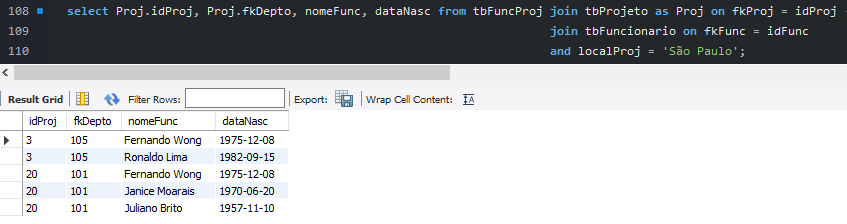 108 select Proj.idProj, Proj.fkDepto, nomeFunc, dataNasc from tbFuncProj join tbProjeto as Proj on fkProj = idProj
109 join tbFuncionario on fkFunc = idFunc
110 and localProj = 'São Paulo';
Result Grid Filter Rows: Export: Wrap Cell Content:
idProj fkDepto nomeFunc dataNasc
3 105 Fernando Wong 1975-12-08
3 105 Ronaldo Lima 1982-09-15
20 101 Fernando Wong 1975-12-08
20 101 Janice Moarais 1970-06-20
20 101 Juliano Brito 1957-11-10